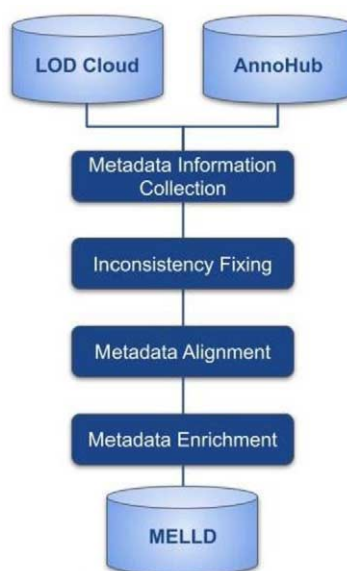 LOD Cloud
AnnoHub
Metadata Information
Collection
Inconsistency Fixing
Metadata Alignment
Metadata Enrichment
MELLD